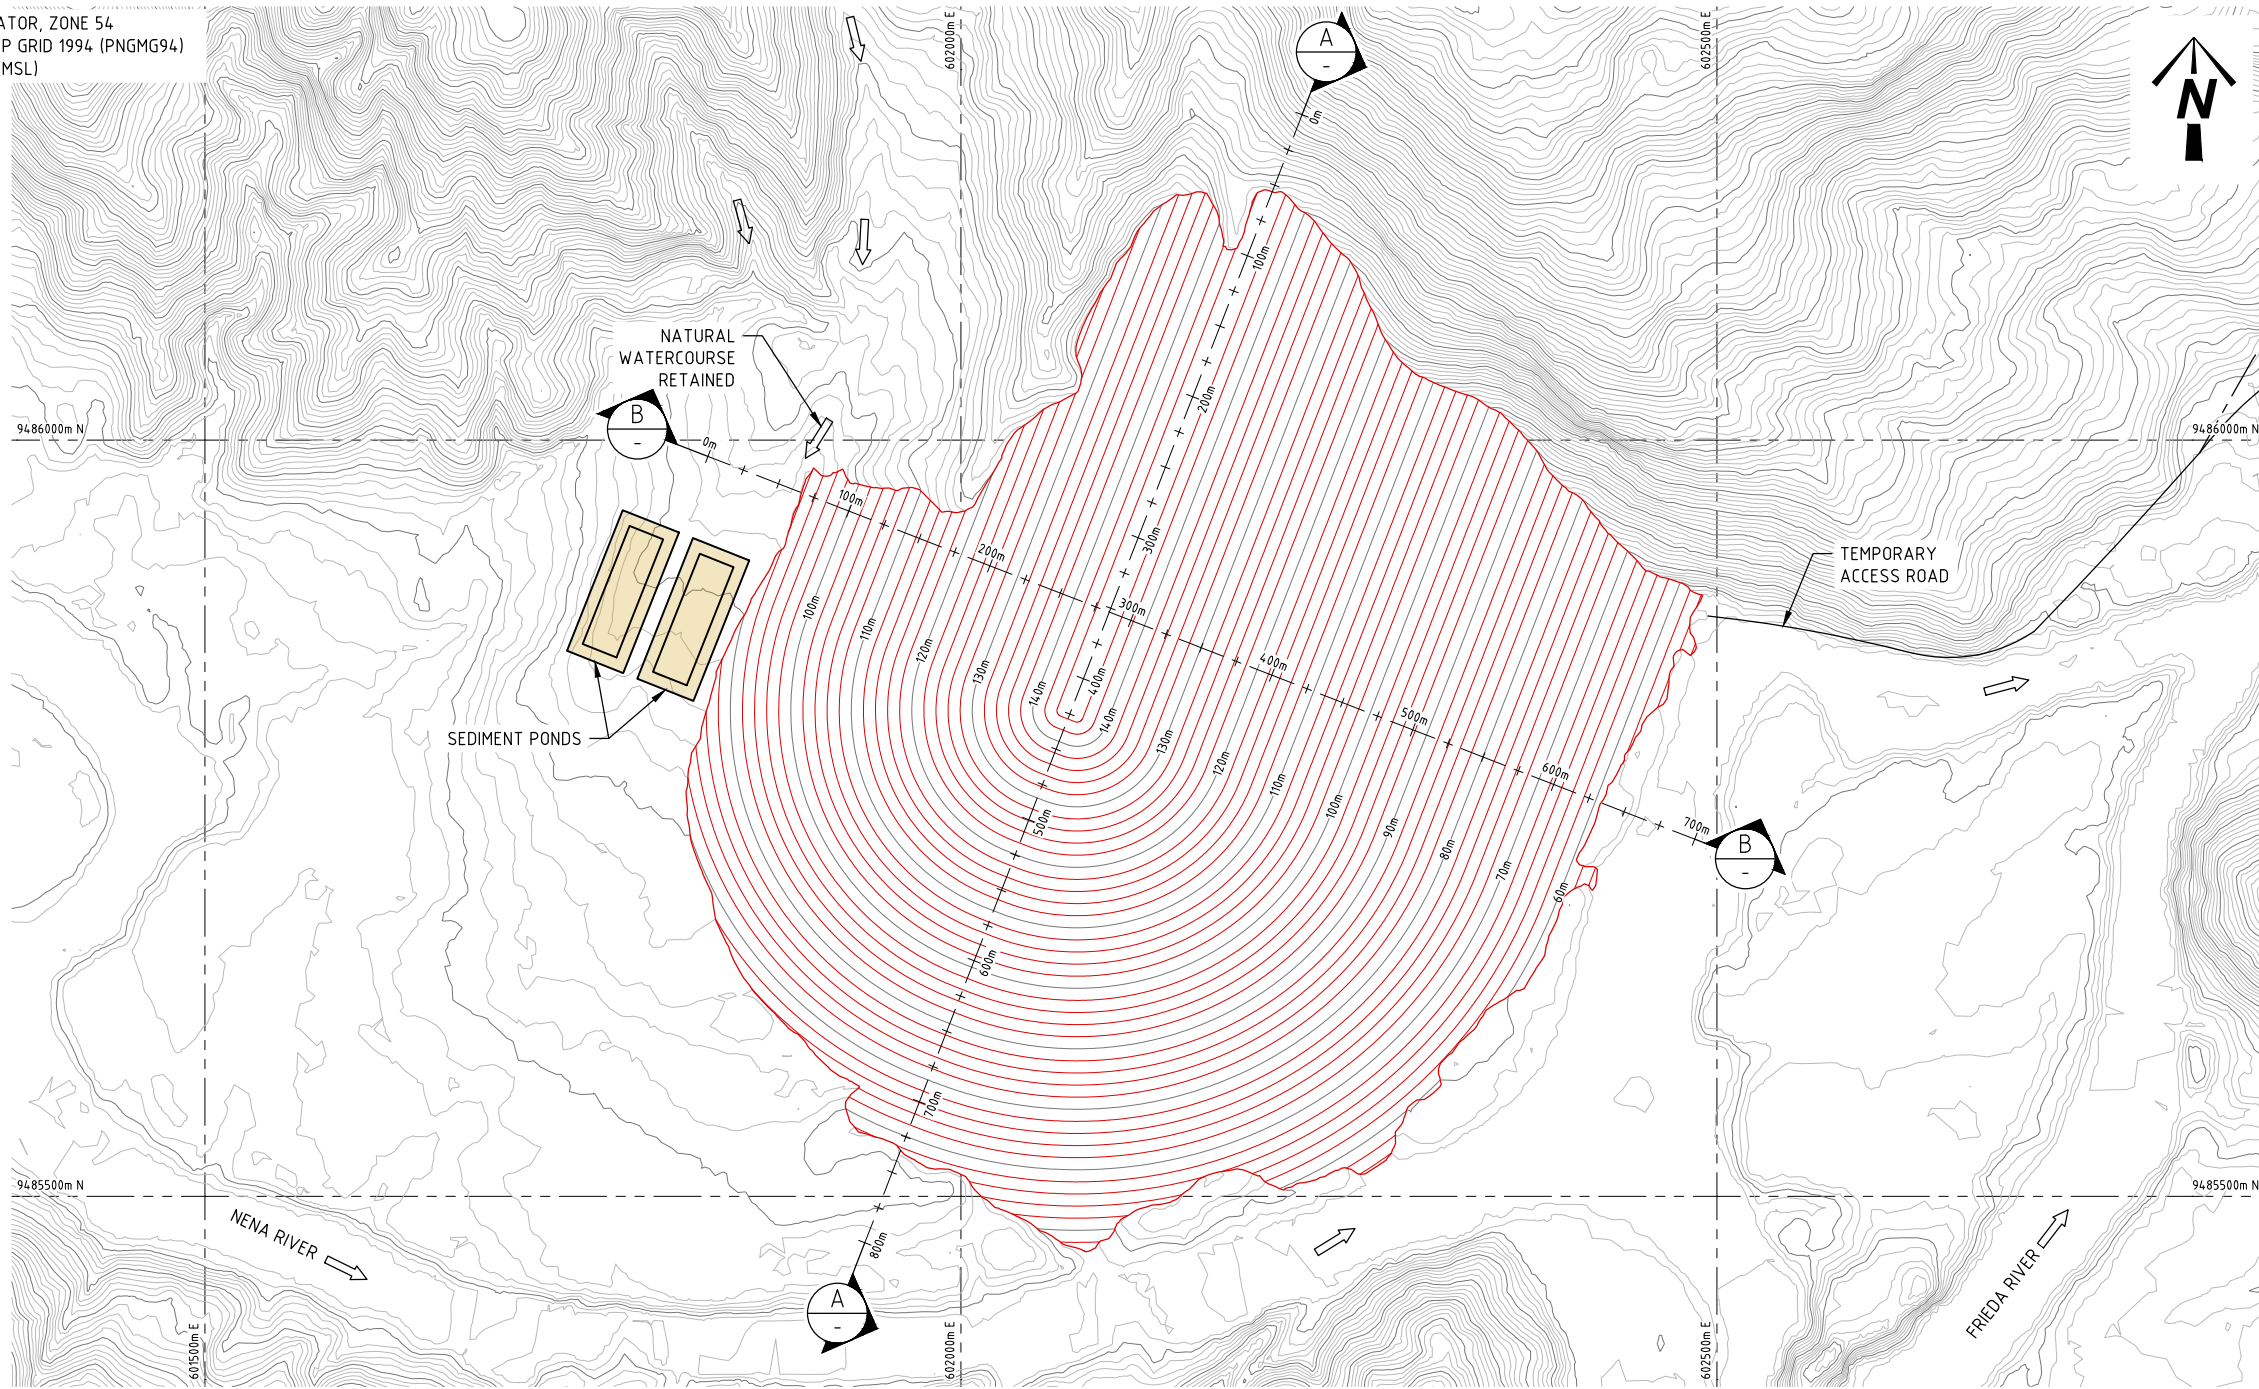 ATOR, ZONE 54
P GRID 1994 (PNGMG94)
MSL)
602000m E
602500m E
A
-
N
0m
100m
200m
300m
400m
500m
600m
700m
800m
NATURAL
WATERCOURSE
RETAINED
9486000m N
9486000m N
B
-
0m
100m
200m
300m
400m
500m
600m
700m
B
-
TEMPORARY
ACCESS ROAD
100m
110m
120m
130m
140m
140m
130m
120m
110m
100m
90m
80m
70m
60m
SEDIMENT PONDS
9485500m N
9485500m N
NENA RIVER
FRIEDA RIVER
A
-
601500m E
602000m E
602500m E